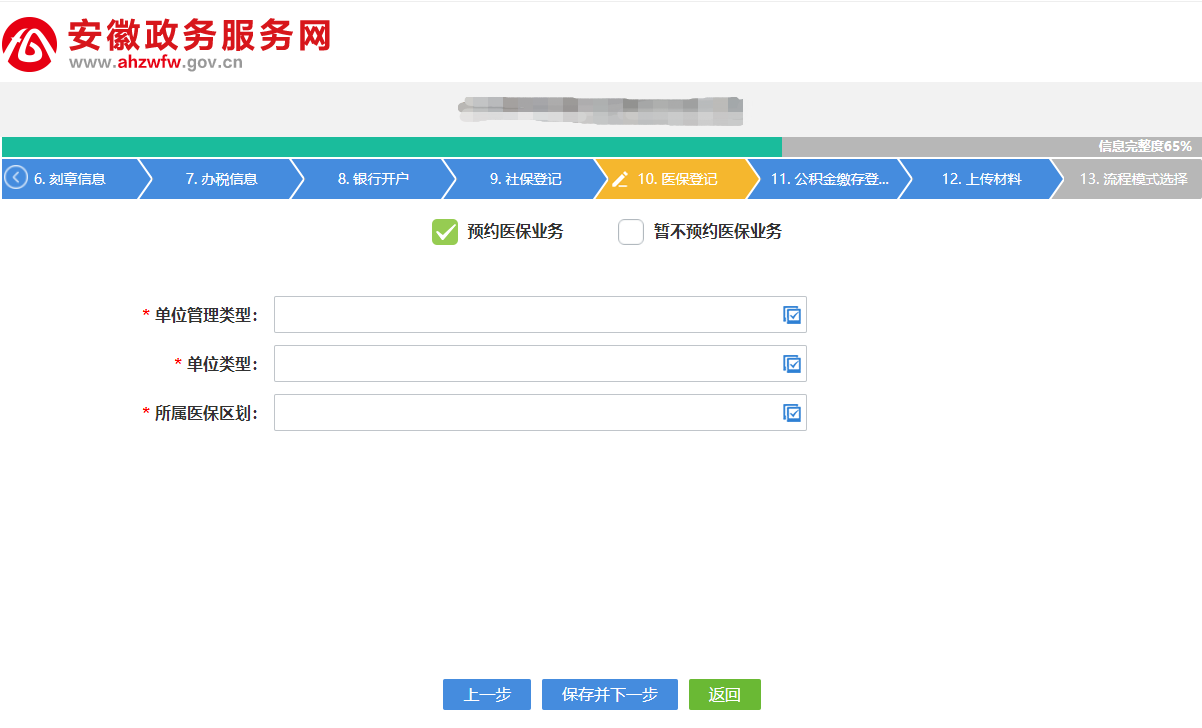 安徽政务服务网
www.ahzwfw.gov.cn
信息完整度65%
6. 刻章信息 7. 办税信息 8. 银行开户 9. 社保登记 10. 医保登记 11. 公积金缴存登... 12. 上传材料 13. 流程模式选择
预约医保业务 暂不预约医保业务
* 单位管理类型：
* 单位类型：
* 所属医保区划：
上一步 保存并下一步 返回